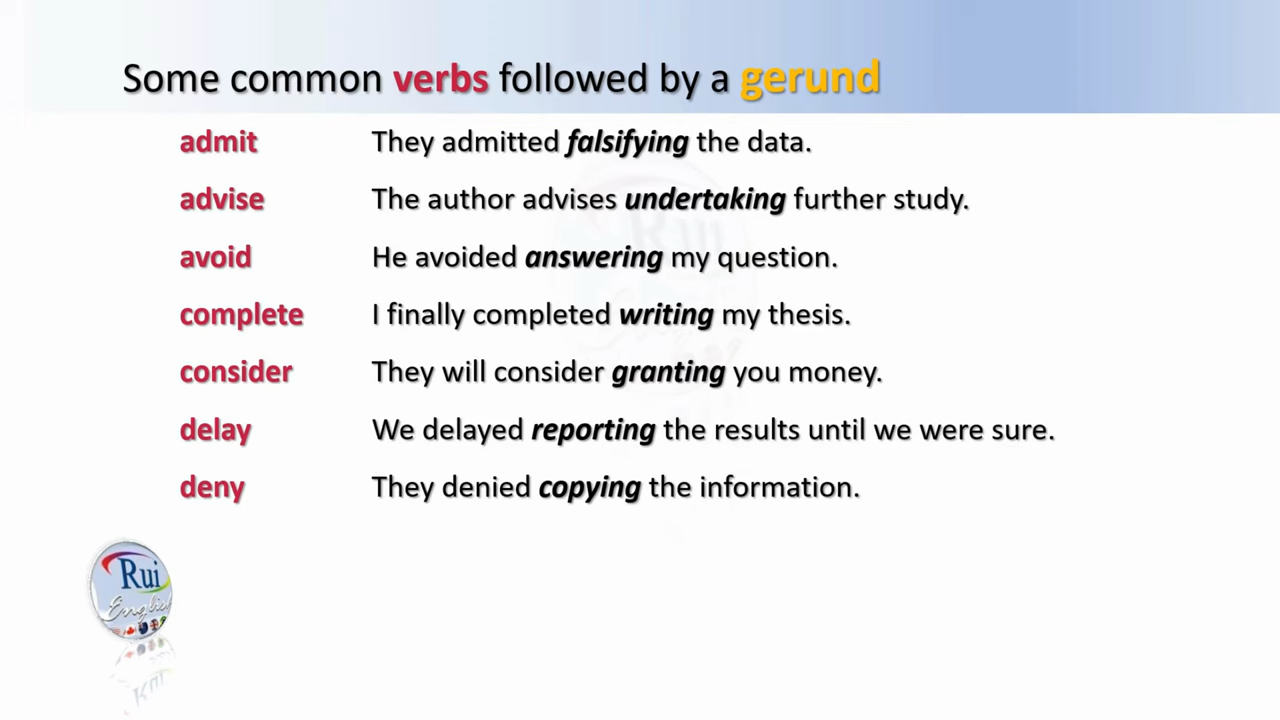 Some common verbs followed by a gerund
admit They admitted falsifying the data.
advise The author advises undertaking further study.
avoid He avoided answering my question.
complete I finally completed writing my thesis.
consider They will consider granting you money.
delay We delayed reporting the results until we were sure.
deny They denied copying the information.
Rui
English